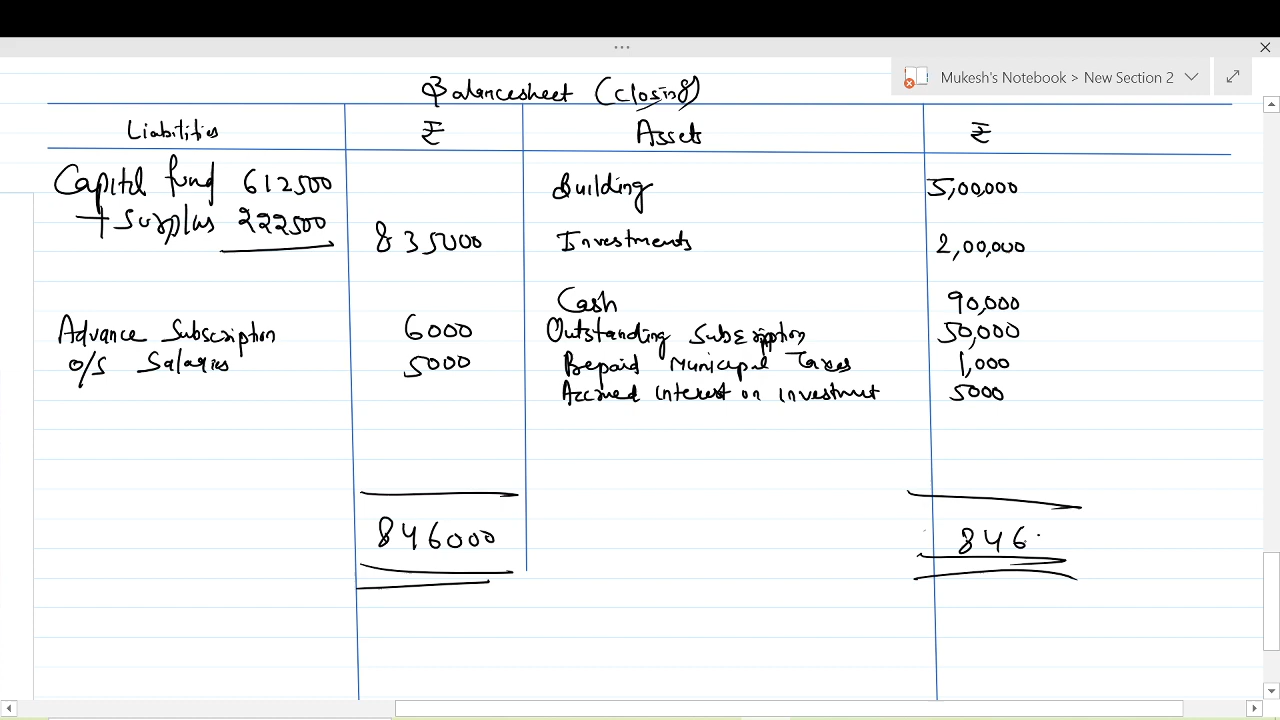 Mukesh's Notebook > New Section 2
Balancesheet (closing)
Liabilities ₹ Assets ₹
Capital fund 612500 Building 5,00,000
+ Surplus 222500 835000 Investments 2,00,000
Cash 90,000
Advance Subscription 6000 Outstanding Subscription 50,000
O/S Salaries 5000 Prepaid Municipal Taxes 1,000
Accrued interest on investment 5000
846000 846